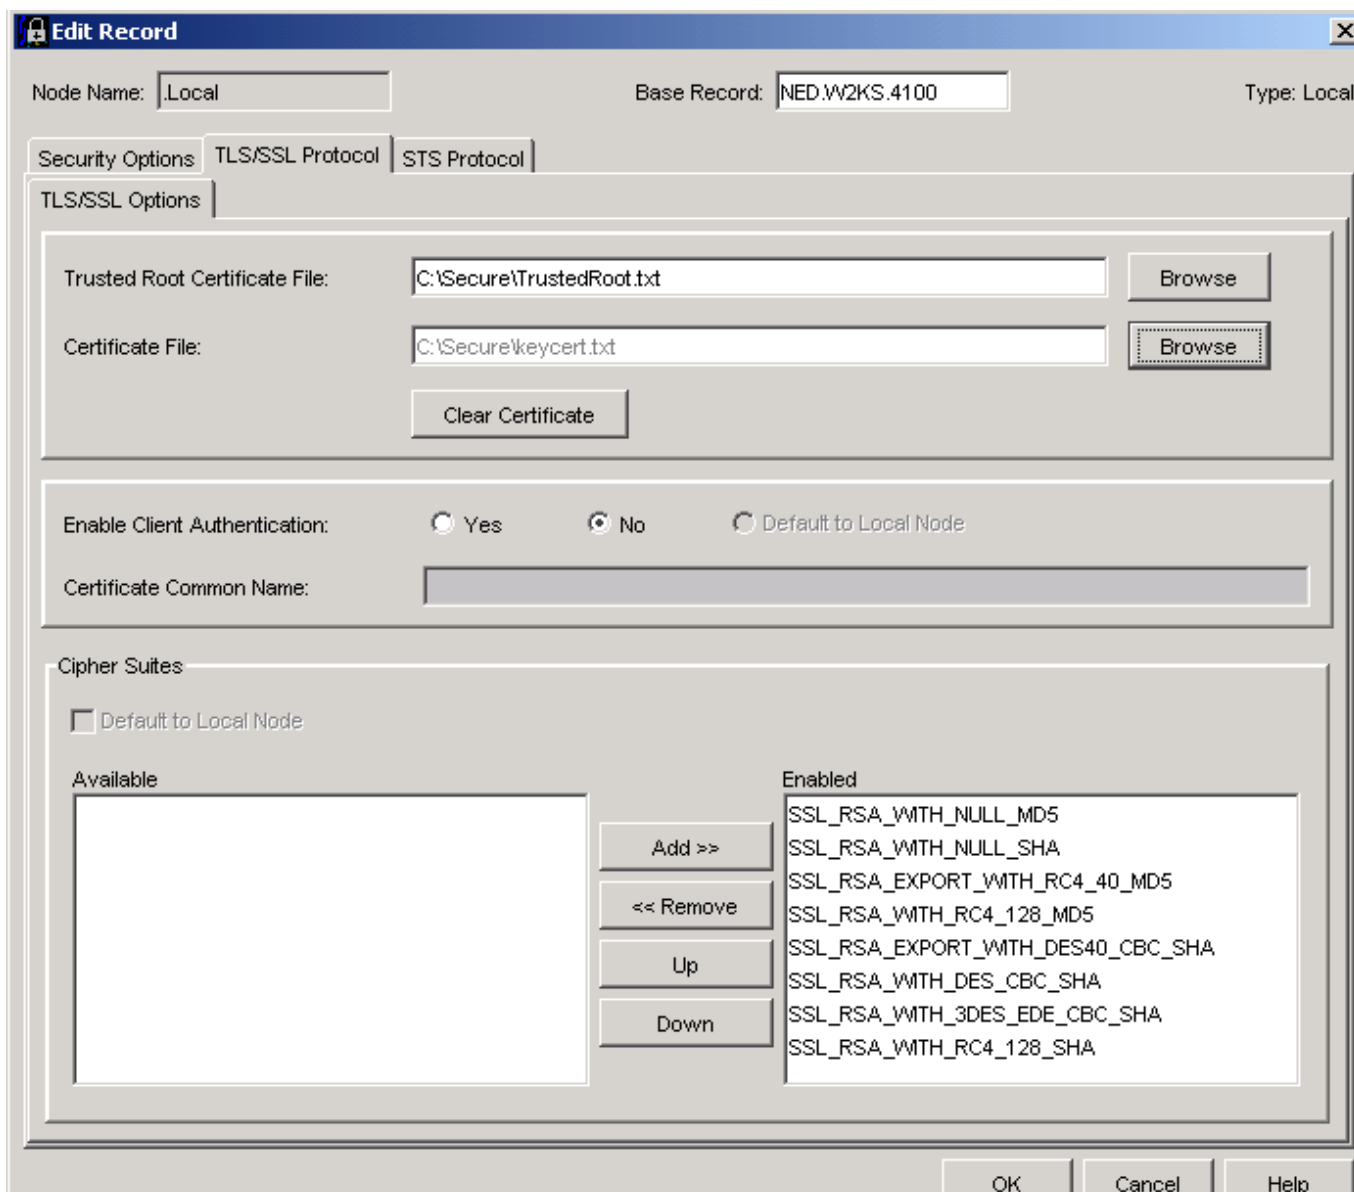 Edit Record
Node Name: .Local Base Record: NED.W2KS.4100 Type: Local
Security Options TLS/SSL Protocol STS Protocol
TLS/SSL Options
Trusted Root Certificate File: C:\Secure\TrustedRoot.txt Browse
Certificate File: C:\Secure\keycert.txt Browse
Clear Certificate
Enable Client Authentication: Yes No Default to Local Node
Certificate Common Name:
Cipher Suites
Default to Local Node
Available Enabled
SSL_RSA_WITH_NULL_MD5
Add >> SSL_RSA_WITH_NULL_SHA
SSL_RSA_EXPORT_WITH_RC4_40_MD5
<< Remove SSL_RSA_WITH_RC4_128_MD5
SSL_RSA_EXPORT_WITH_DES40_CBC_SHA
Up SSL_RSA_WITH_DES_CBC_SHA
Down SSL_RSA_WITH_3DES_EDE_CBC_SHA
SSL_RSA_WITH_RC4_128_SHA
OK Cancel Help